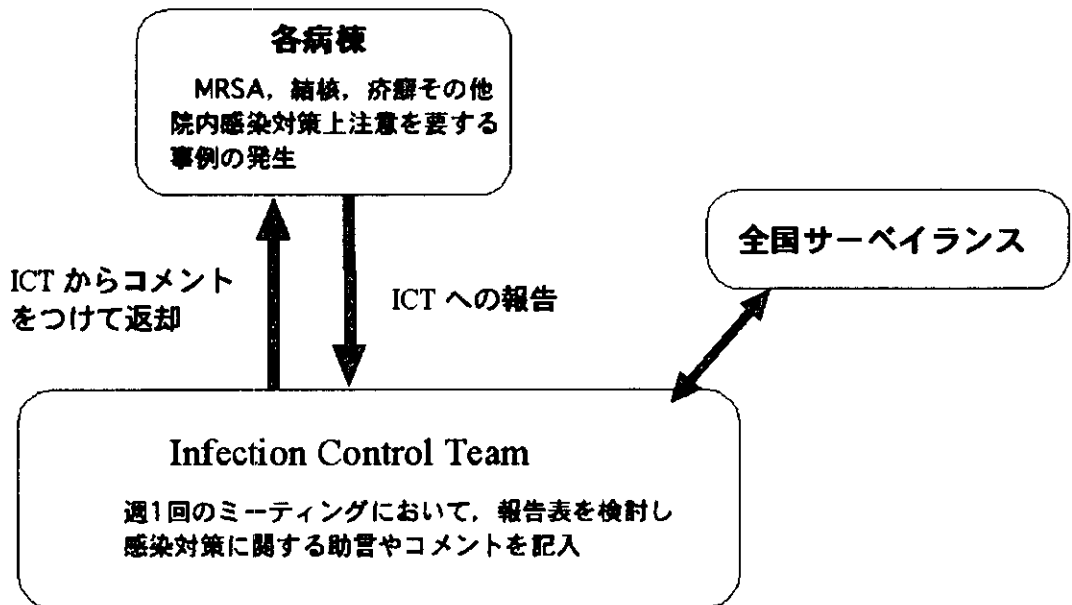 各病棟
MRSA，結核，疥癬その他
院内感染対策上注意を要する
事例の発生
全国サーベイランス
ICT からコメント
をつけて返却
ICT への報告
Infection Control Team
週1回のミーティングにおいて，報告表を検討し
感染対策に関する助言やコメントを記入